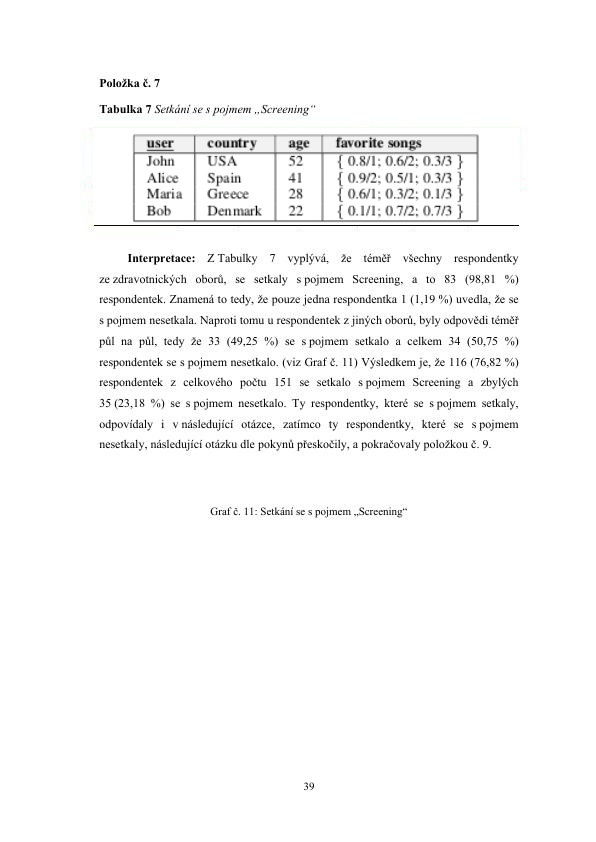 Položka č. 7
Tabulka 7 Setkání se s pojmem „Screening“
user country age favorite songs
John USA 52 { 0.8/1; 0.6/2; 0.3/3 }
Alice Spain 41 { 0.9/2; 0.5/1; 0.3/3 }
Maria Greece 28 { 0.6/1; 0.3/2; 0.1/3 }
Bob Denmark 22 { 0.1/1; 0.7/2; 0.7/3 }
Interpretace: Z Tabulky 7 vyplývá, že téměř všechny respondentky
ze zdravotnických oborů, se setkaly s pojmem Screening, a to 83 (98,81 %)
respondentek. Znamená to tedy, že pouze jedna respondentka 1 (1,19 %) uvedla, že se
s pojmem nesetkala. Naproti tomu u respondentek z jiných oborů, byly odpovědi téměř
půl na půl, tedy že 33 (49,25 %) se s pojmem setkalo a celkem 34 (50,75 %)
respondentek se s pojmem nesetkalo. (viz Graf č. 11) Výsledkem je, že 116 (76,82 %)
respondentek z celkového počtu 151 se setkalo s pojmem Screening a zbylých
35 (23,18 %) se s pojmem nesetkalo. Ty respondentky, které se s pojmem setkaly,
odpovídaly i v následující otázce, zatímco ty respondentky, které se s pojmem
nesetkaly, následující otázku dle pokynů přeskočily, a pokračovaly položkou č. 9.
Graf č. 11: Setkání se s pojmem „Screening“
39